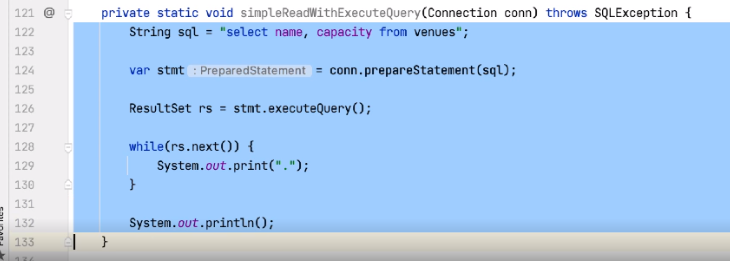 121 @ private static void simpleReadWithExecuteQuery(Connection conn) throws SQLException {
122 String sql = "select name, capacity from venues";
123
124 var stmt : PreparedStatement = conn.prepareStatement(sql);
125
126 ResultSet rs = stmt.executeQuery();
127
128 while(rs.next()) {
129 System.out.print(".");
130 }
131
132 System.out.println();
133 }